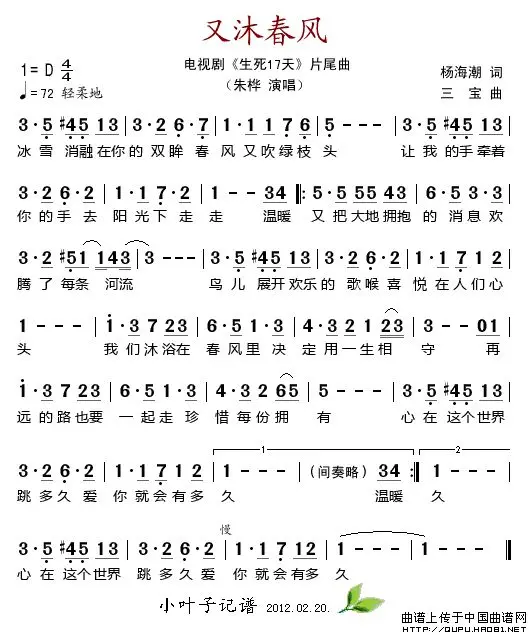 又沐春风
电视剧《生死17天》片尾曲
(朱桦 演唱)
1=D 4/4
♩=72 轻柔地
杨海潮 词
三 宝 曲
3·5 #45 13 | 3·2 6·7 | 1·1 7 12 | 5 - - - | 3·5 #45 13 |
冰雪 消融在你的 双眸 春风 又吹绿枝 头 让我 的手牵着
3·2 6·2 | 1·1 7·2 | 1 - - 34 |: 3·5 55 43 | 3·5 #45 13 |
你的手去 阳光下走 走 温暖 又把大地拥抱 的消息欢
3·2 #51 143 | 3 - - - | 3·5 #45 13 | 3·2 6·7 | 1·1 7 12 |
腾了每条 河流 鸟儿 展开欢乐的 歌喉喜 悦在人们心
1 - - - | 1·3 7 23 | 6·5 1·3 | 4·3 2 1 23 | 3 - - 01 |
头 我们沐浴在 春风里决 定用一生相 守 再
1·3 7 23 | 6·5 5·1 | 4·3 2 65 | 5 - - - | 3·5 #45 13 |
远的路也要 一起走珍 惜每份拥 有 心在 这个世界
1 2
3·2 6·2 | 1·1 7 12 | 1 - - - | (间奏略) 34 :| 1 - - - |
跳多久爱 你就会有多 久 温暖 久
慢
3·5 #45 13 | 3·2 6·2 | 1·1 7 12 | 1 - - - | 1 - - - ‖
心在 这个世界 跳多久爱 你就会有多 久
小叶子记谱 2012.02.20.
曲谱上传于中国曲谱网
HTTP://QUPU.HAO81.NET